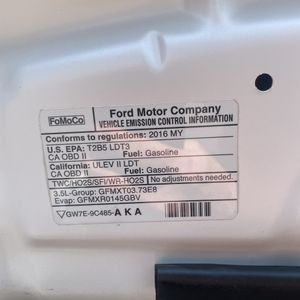 FoMoCo
Ford Motor Company
VEHICLE EMISSION CONTROL INFORMATION
Conforms to regulations: 2016 MY
U.S. EPA: T2B5 LDT3
CA OBD II Fuel: Gasoline
California: ULEV II LDT
CA OBD II Fuel: Gasoline
TWC/HO2S/SFI/WR-HO2S No adjustments needed.
3.5L-Group: GFMXT03.73E8
Evap: GFMXR0145GBV
GW7E-9C485-AKA